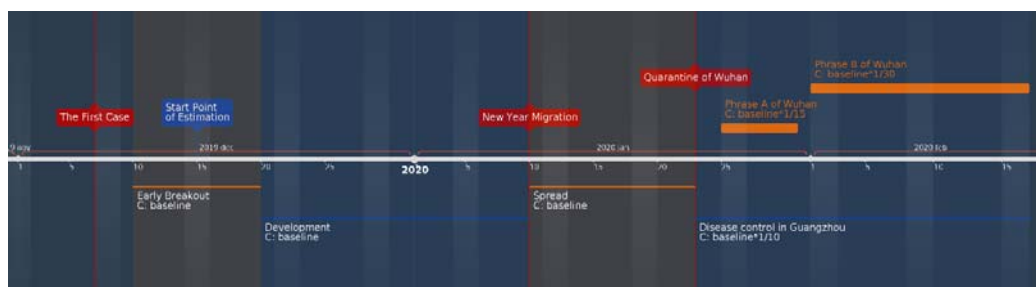 Phrase B of Wuhan
C: baseline*1/30
Quarantine of Wuhan
Phrase A of Wuhan
C: baseline*1/15
The First Case
Start Point
of Estimation
New Year Migration
9 nov
2019 dec
2020 jan
2020 feb
1 5 10 15 20 25 2020 5 10 15 20 25 5 10 15
Early Breakout
C: baseline
Spread
C: baseline
Development
C: baseline
Disease control in Guangzhou
C: baseline*1/10